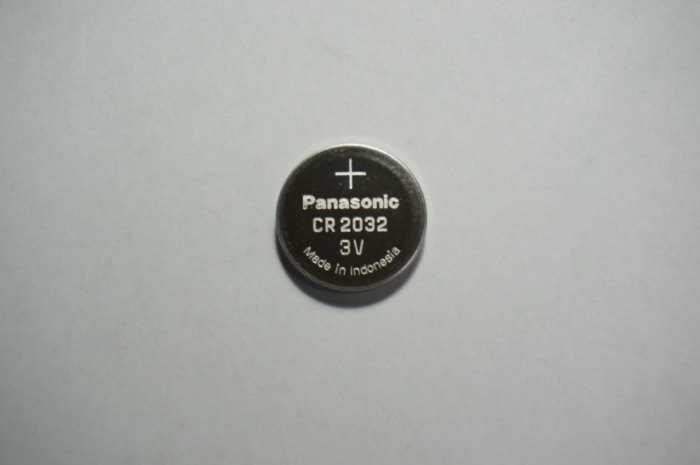 +
Panasonic
CR 2032
3V
Made in Indonesia